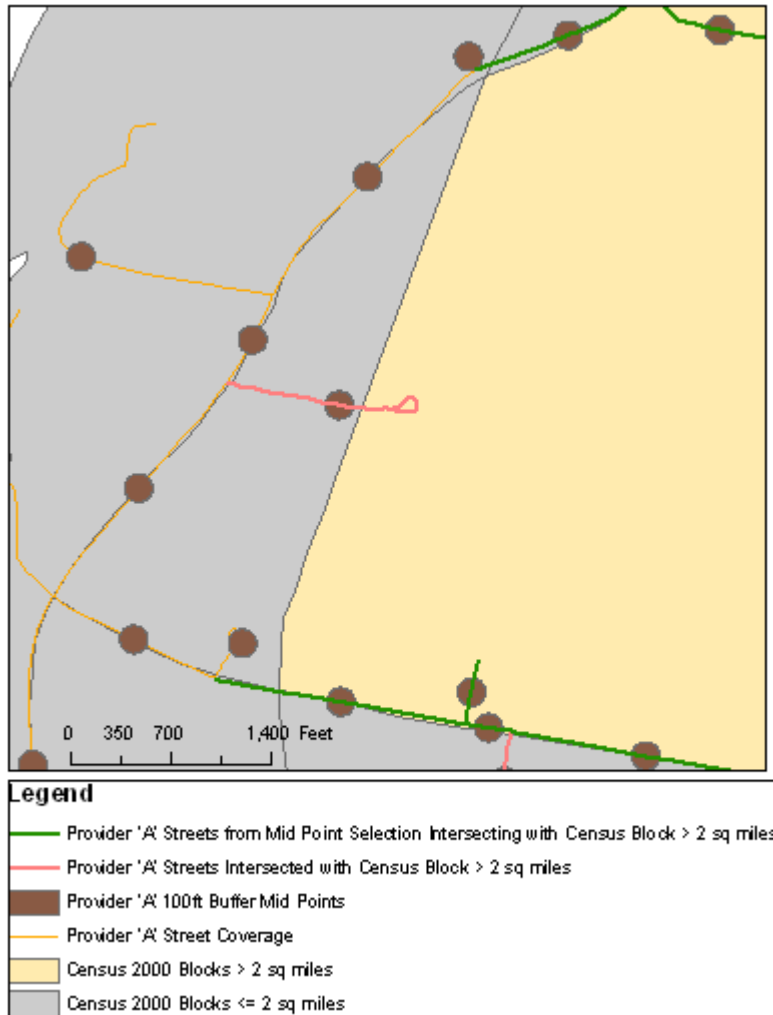 0 350 700 1,400 Feet
Legend
Provider 'A' Streets from Mid Point Selection Intersecting with Census Block > 2 sq miles
Provider 'A' Streets Intersected with Census Block > 2 sq miles
Provider 'A' 100ft Buffer Mid Points
Provider 'A' Street Coverage
Census 2000 Blocks > 2 sq miles
Census 2000 Blocks <= 2 sq miles